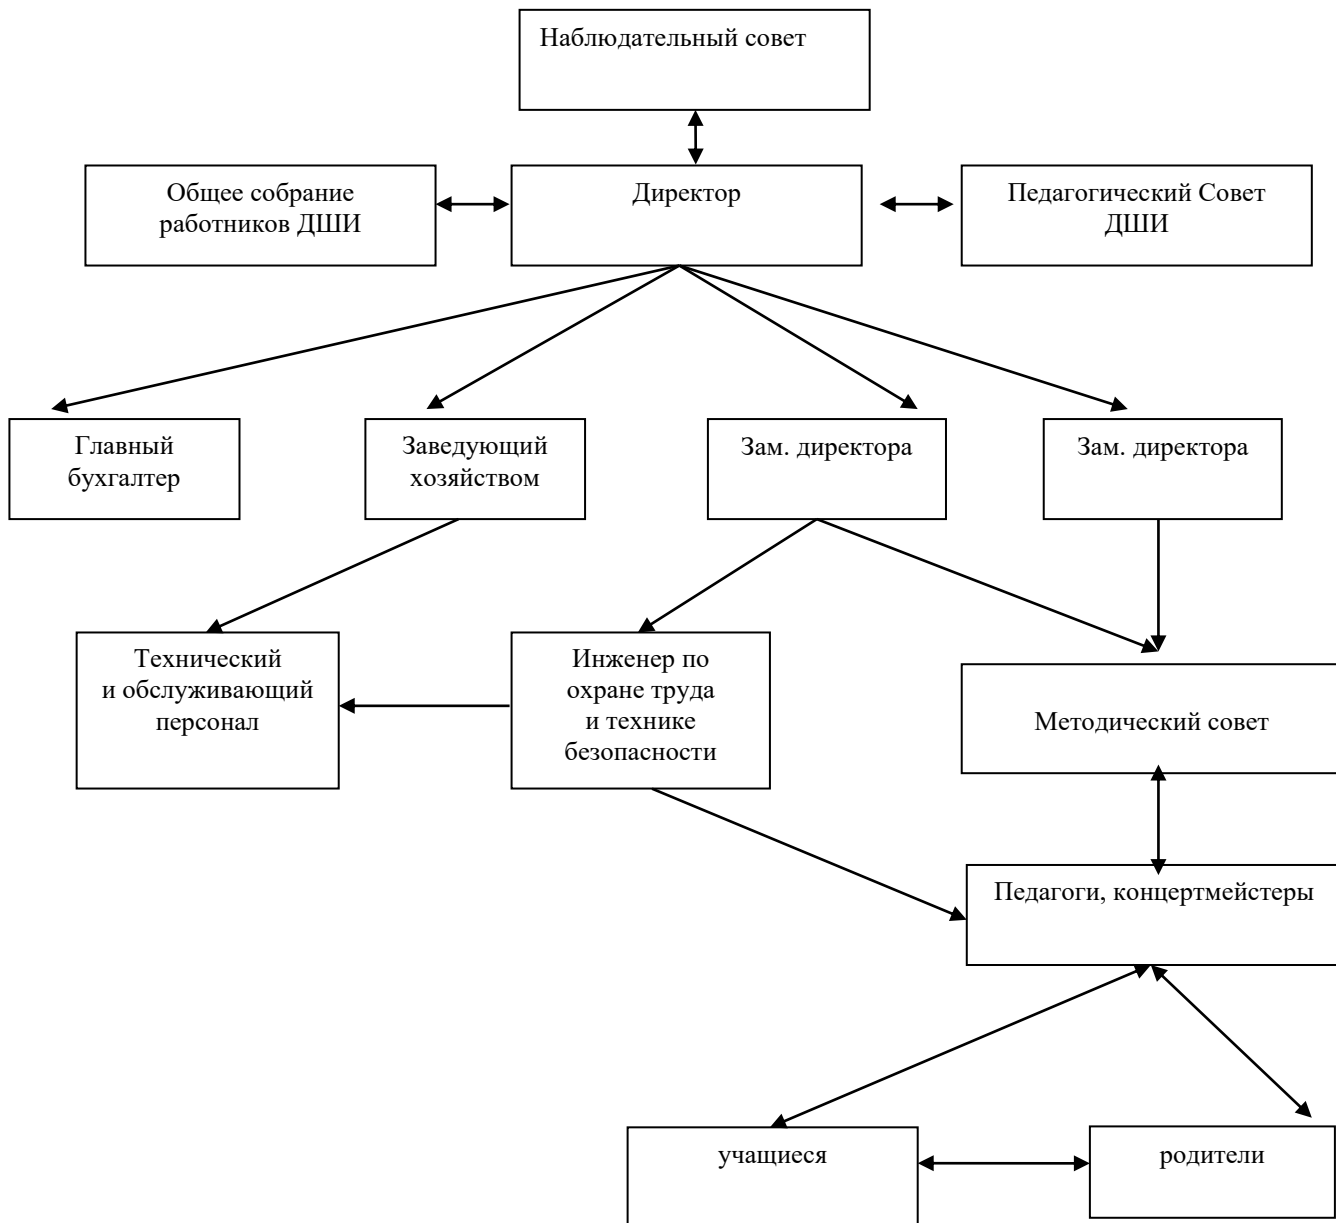 Наблюдательный совет
Общее собрание
работников ДШИ
Директор
Педагогический Совет
ДШИ
Главный
бухгалтер
Заведующий
хозяйством
Зам. директора
Зам. директора
Технический
и обслуживающий
персонал
Инженер по
охране труда
и технике
безопасности
Методический совет
Педагоги, концертмейстеры
учащиеся
родители